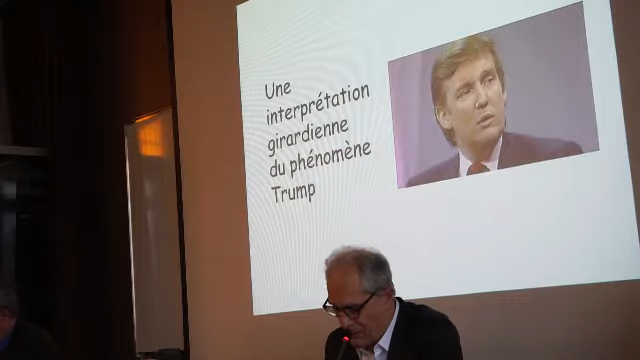 Une
interprétation
girardienne
du phénomène
Trump